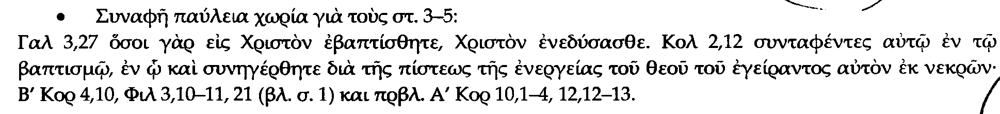 • Συναφῆ παύλεια χωρία γιὰ τοὺς στ. 3–5:
Γαλ 3,27 ὅσοι γὰρ εἰς Χριστὸν ἐβαπτίσθητε, Χριστὸν ἐνεδύσασθε. Κολ 2,12 συνταφέντες αὐτῷ ἐν τῷ
βαπτισμῷ, ἐν ᾧ καὶ συνηγέρθητε διὰ τῆς πίστεως τῆς ἐνεργείας τοῦ θεοῦ τοῦ ἐγείραντος αὐτὸν ἐκ νεκρῶν·
Β′ Κορ 4,10, Φιλ 3,10–11, 21 (βλ. σ. 1) και πρβλ. Α′ Κορ 10,1–4, 12,12–13.